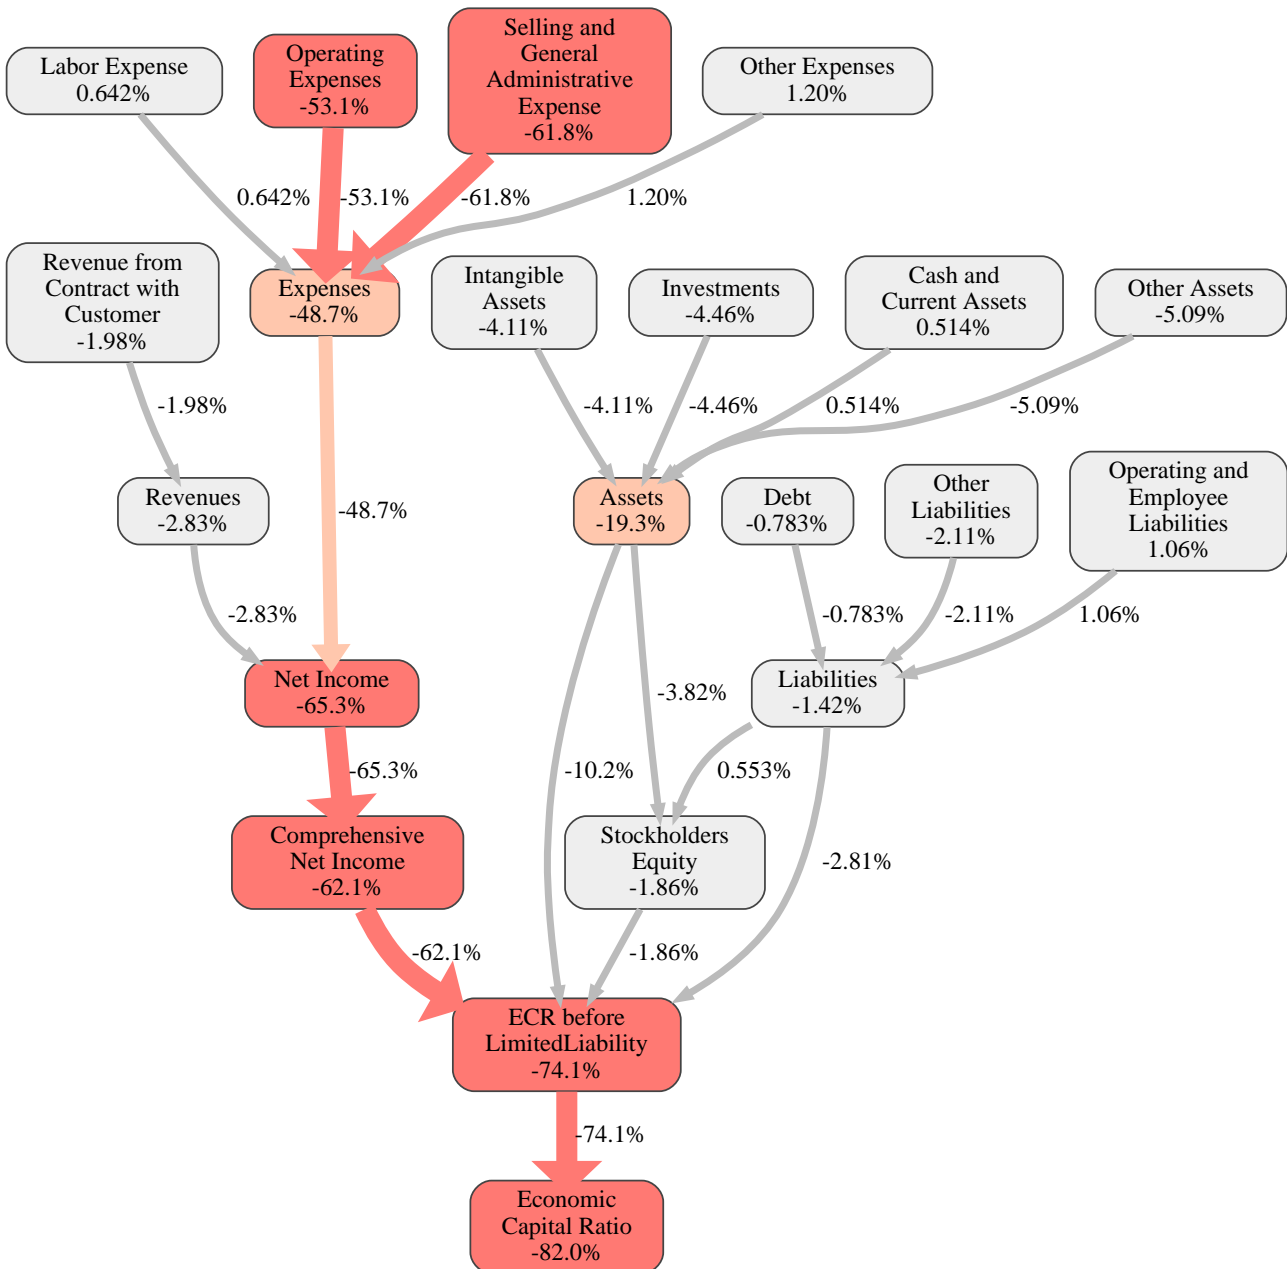 Labor Expense
0.642%
Operating
Expenses
-53.1%
Selling and
General
Administrative
Expense
-61.8%
Other Expenses
1.20%
0.642%
-53.1%
-61.8%
1.20%
Revenue from
Contract with
Customer
-1.98%
Expenses
-48.7%
Intangible
Assets
-4.11%
Investments
-4.46%
Cash and
Current Assets
0.514%
Other Assets
-5.09%
-1.98%
-48.7%
-4.11%
-4.46%
0.514%
-5.09%
Revenues
-2.83%
Assets
-19.3%
Debt
-0.783%
Other
Liabilities
-2.11%
Operating and
Employee
Liabilities
1.06%
-2.83%
-0.783%
-2.11%
1.06%
Net Income
-65.3%
-3.82%
Liabilities
-1.42%
-65.3%
-10.2%
0.553%
Comprehensive
Net Income
-62.1%
Stockholders
Equity
-1.86%
-2.81%
-62.1%
-1.86%
ECR before
LimitedLiability
-74.1%
-74.1%
Economic
Capital Ratio
-82.0%